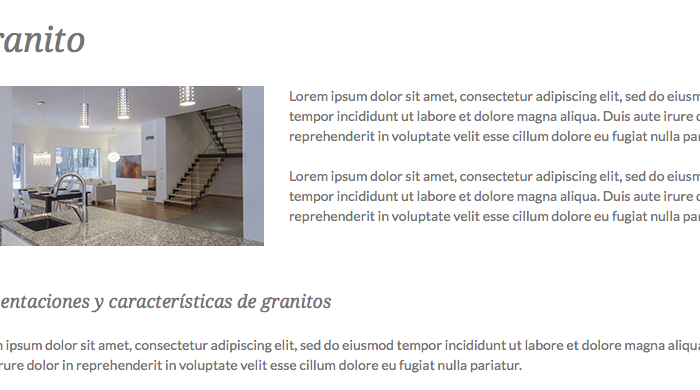 ranito
Lorem ipsum dolor sit amet, consectetur adipiscing elit, sed do eiusm
tempor incididunt ut labore et dolore magna aliqua. Duis aute irure
reprehenderit in voluptate velit esse cillum dolore eu fugiat nulla par
Lorem ipsum dolor sit amet, consectetur adipiscing elit, sed do eiusm
tempor incididunt ut labore et dolore magna aliqua. Duis aute irure
reprehenderit in voluptate velit esse cillum dolore eu fugiat nulla par
entaciones y características de granitos
ipsum dolor sit amet, consectetur adipiscing elit, sed do eiusmod tempor incididunt ut labore et dolore magna aliqua
rure dolor in reprehenderit in voluptate velit esse cillum dolore eu fugiat nulla pariatur.